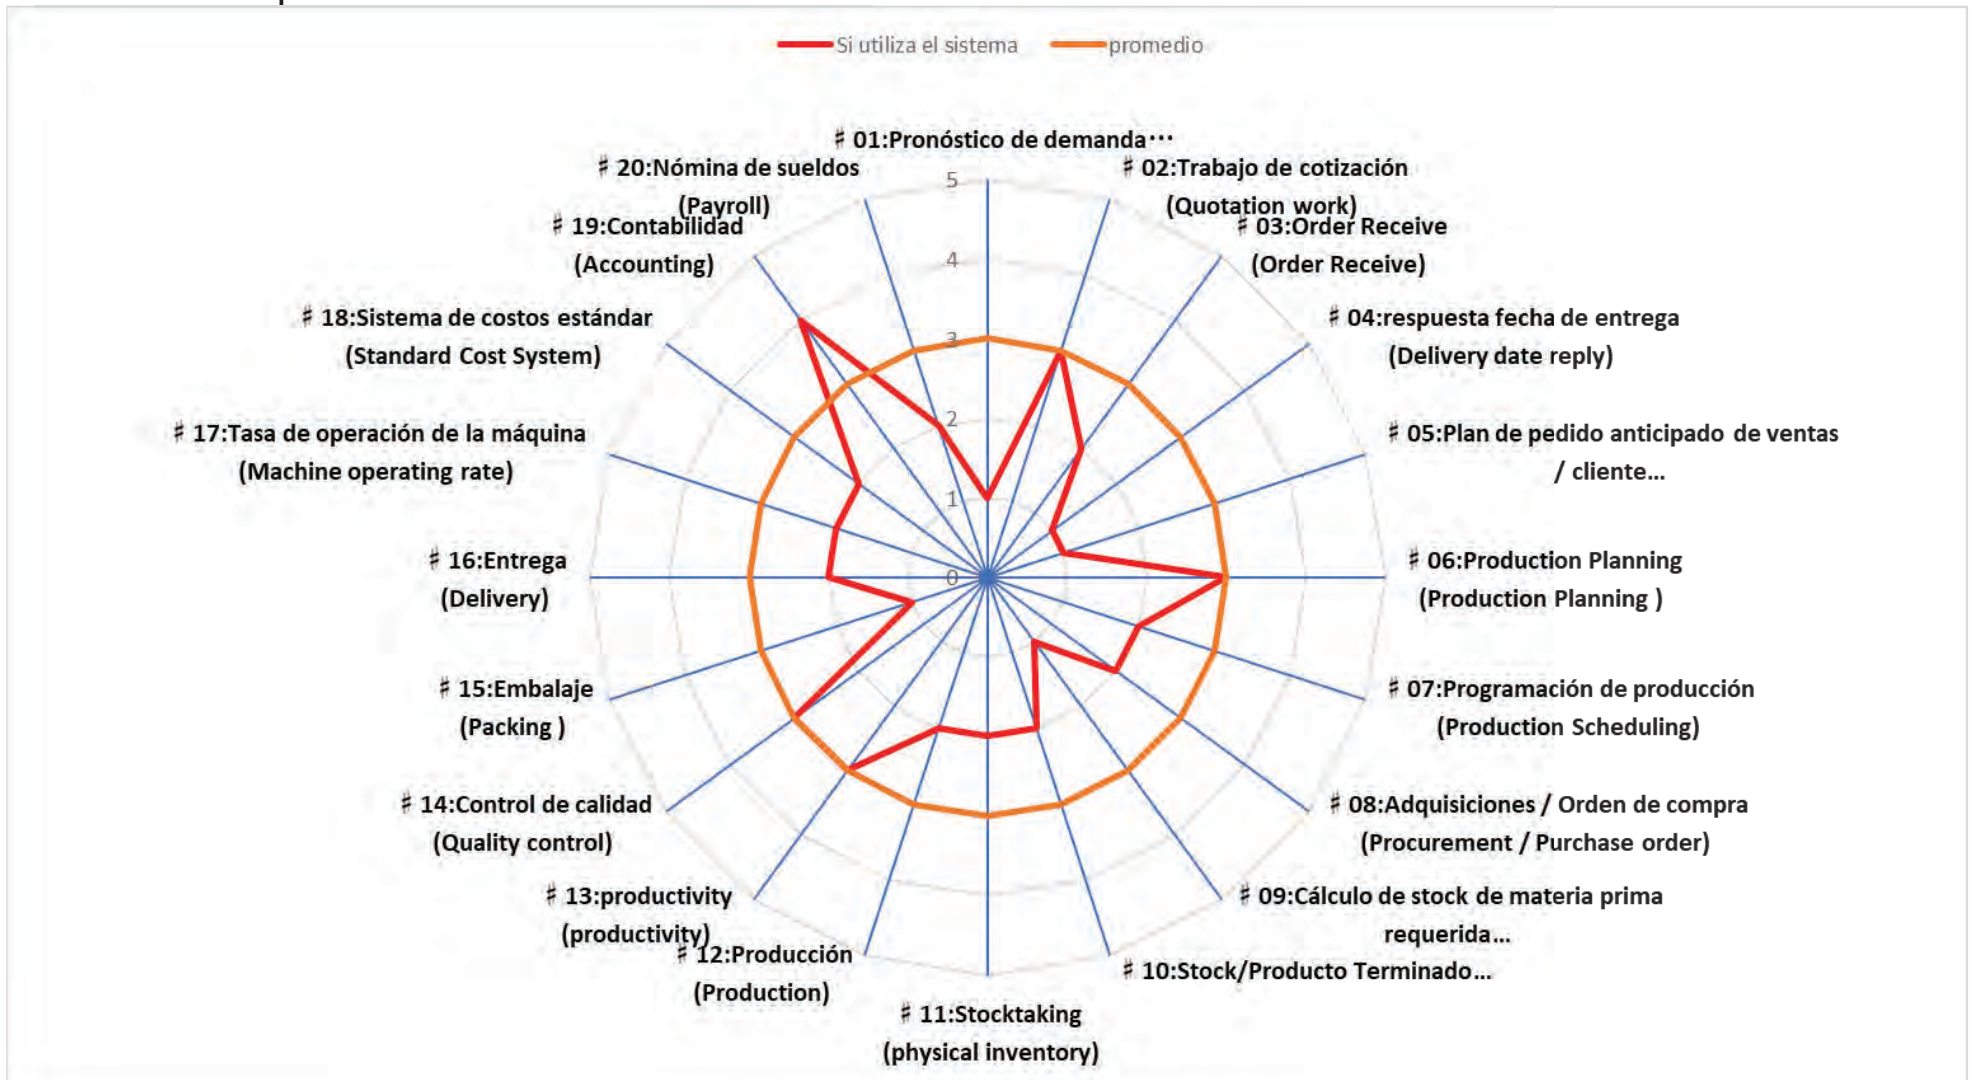 Si utiliza el sistema
promedio
♯ 01:Pronóstico de demanda⋯
♯ 02:Trabajo de cotización
(Quotation work)
♯ 03:Order Receive
(Order Receive)
♯ 04:respuesta fecha de entrega
(Delivery date reply)
♯ 05:Plan de pedido anticipado de ventas
/ cliente...
♯ 06:Production Planning
(Production Planning )
♯ 07:Programación de producción
(Production Scheduling)
♯ 08:Adquisiciones / Orden de compra
(Procurement / Purchase order)
♯ 09:Cálculo de stock de materia prima
requerida...
♯ 10:Stock/Producto Terminado...
♯ 11:Stocktaking
(physical inventory)
♯ 12:Producción
(Production)
♯ 13:productivity
(productivity)
♯ 14:Control de calidad
(Quality control)
♯ 15:Embalaje
(Packing )
♯ 16:Entrega
(Delivery)
♯ 17:Tasa de operación de la máquina
(Machine operating rate)
♯ 18:Sistema de costos estándar
(Standard Cost System)
♯ 19:Contabilidad
(Accounting)
♯ 20:Nómina de sueldos
(Payroll)
5
4
3
2
1
0